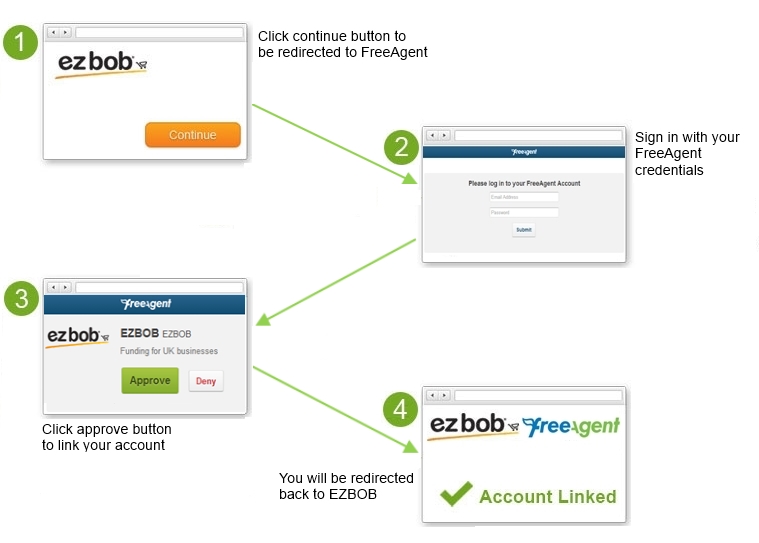 1
ezbob
Continue
Click continue button to
be redirected to FreeAgent
2
FreeAgent
Please log in to your FreeAgent Account
Email Address
Password
Submit
Sign in with your
FreeAgent
credentials
3
FreeAgent
ezbob
EZBOB EZBOB
Funding for UK businesses
Approve
Deny
Click approve button
to link your account
4
ezbob FreeAgent
Account Linked
You will be redirected
back to EZBOB